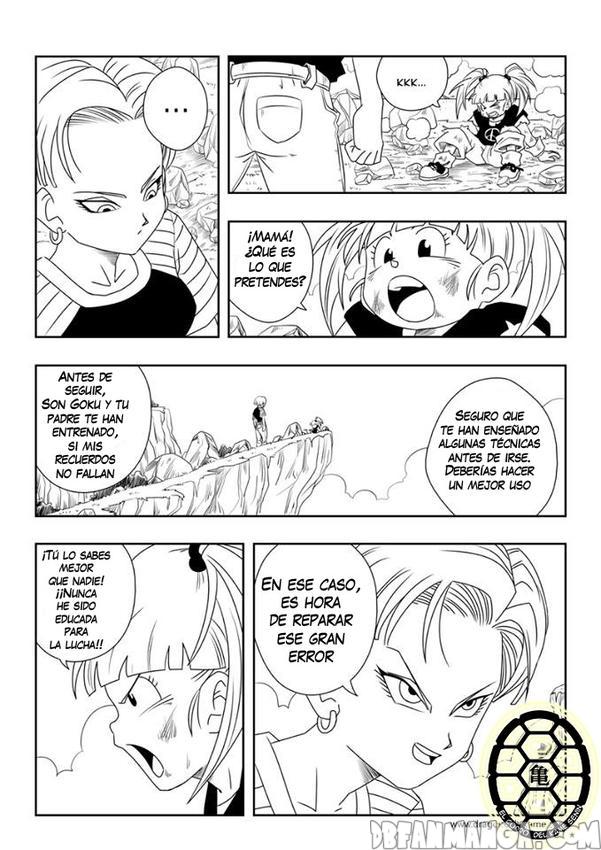 ...
KKK...
¡MAMÁ!
¿QUÉ ES
LO QUE
PRETENDES?
ANTES DE
SEGUIR,
SON GOKU Y TU
PADRE TE HAN
ENTRENADO,
SI MIS
RECUERDOS
NO FALLAN
SEGURO QUE
TE HAN ENSEÑADO
ALGUNAS TÉCNICAS
ANTES DE IRSE.
DEBERÍAS HACER
UN MEJOR USO
¡TÚ LO SABES
MEJOR
QUE NADIE!
¡¡NUNCA
HE SIDO
EDUCADA
PARA
LA LUCHA!!
EN ESE CASO,
ES HORA
DE REPARAR
ESE GRAN
ERROR
亀
DBFANMANGA.COM